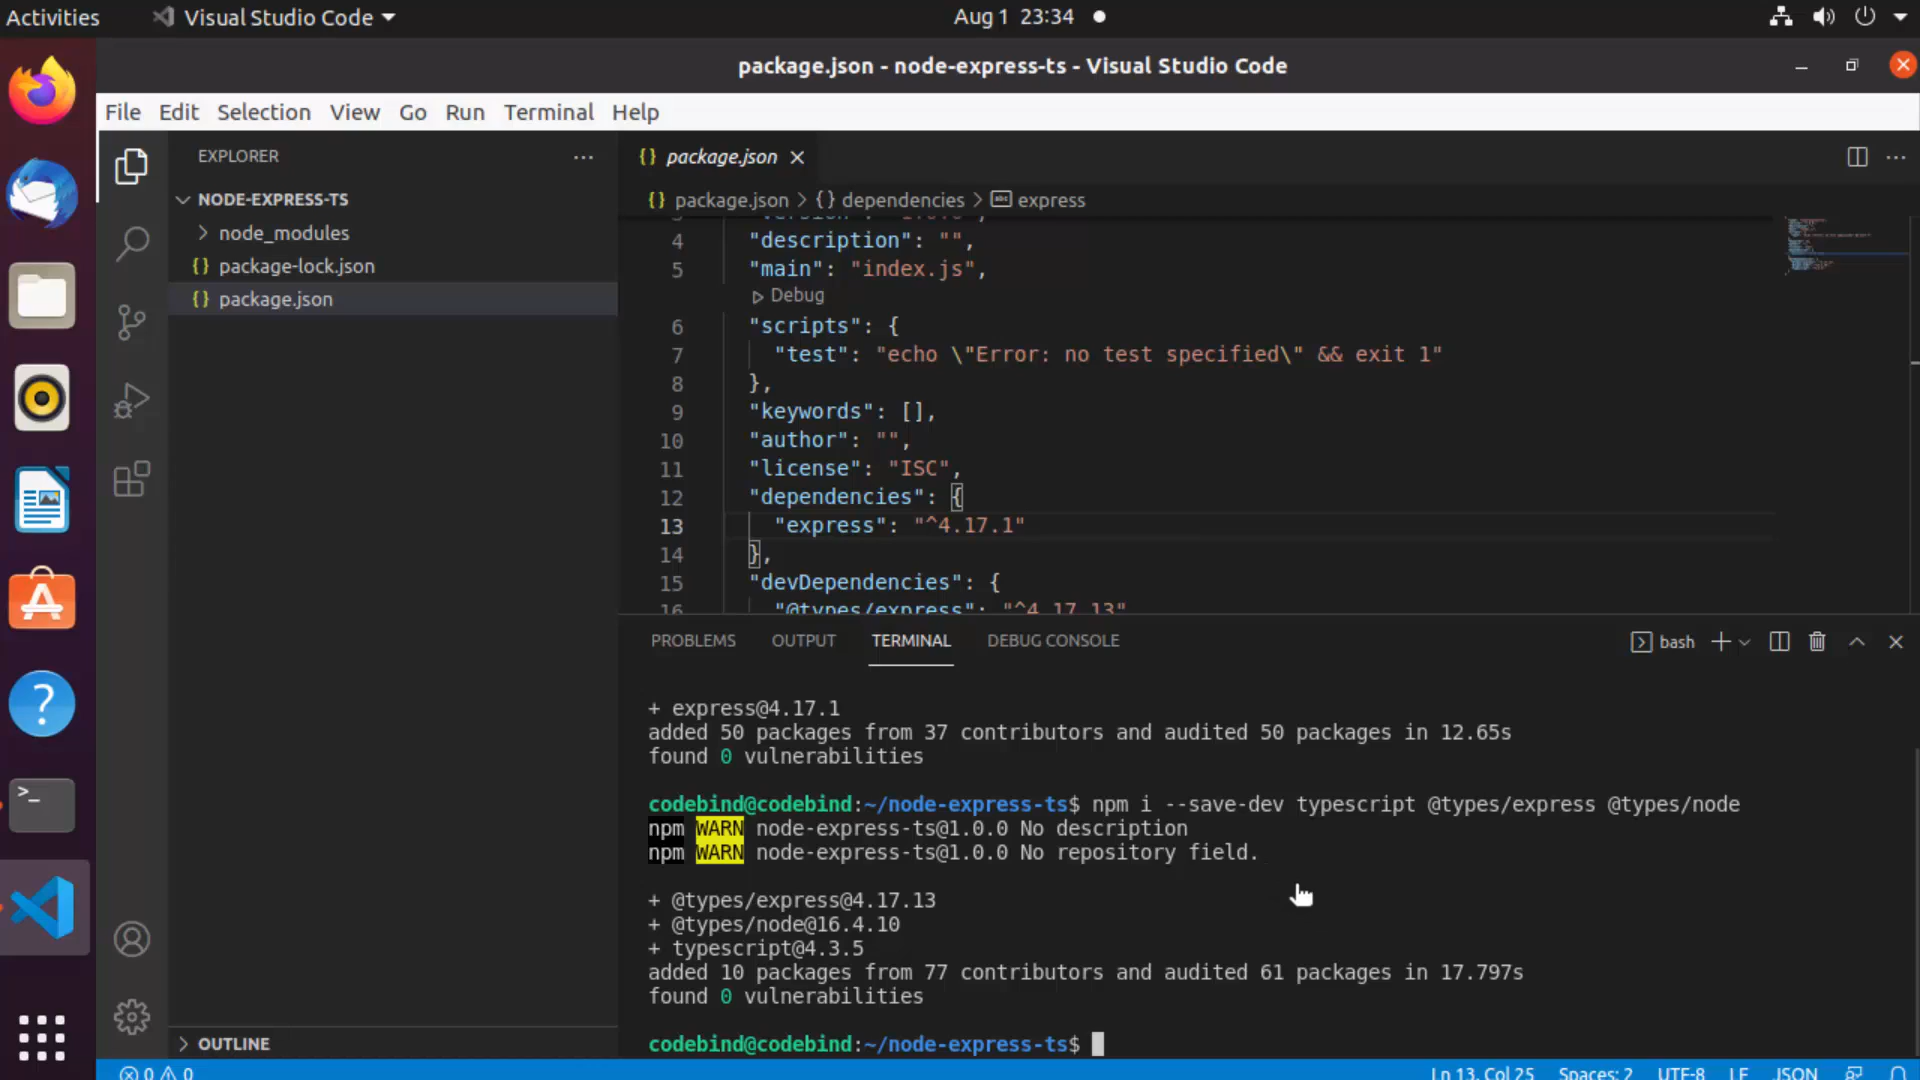 Activities
Visual Studio Code
Aug 1 23:34
package.json - node-express-ts - Visual Studio Code
File Edit Selection View Go Run Terminal Help
EXPLORER
NODE-EXPRESS-TS
node_modules
{} package-lock.json
{} package.json
OUTLINE
{} package.json
{} package.json > {} dependencies > abc express
4 "description": "",
5 "main": "index.js",
Debug
6 "scripts": {
7 "test": "echo \"Error: no test specified\" && exit 1"
8 },
9 "keywords": [],
10 "author": "",
11 "license": "ISC",
12 "dependencies": {
13 "express": "^4.17.1"
14 },
15 "devDependencies": {
16 "@types/express": "^4.17.13"
PROBLEMS OUTPUT TERMINAL DEBUG CONSOLE
bash
+ express@4.17.1
added 50 packages from 37 contributors and audited 50 packages in 12.65s
found 0 vulnerabilities
codebind@codebind:~/node-express-ts$ npm i --save-dev typescript @types/express @types/node
npm WARN node-express-ts@1.0.0 No description
npm WARN node-express-ts@1.0.0 No repository field.
+ @types/express@4.17.13
+ @types/node@16.4.10
+ typescript@4.3.5
added 10 packages from 77 contributors and audited 61 packages in 17.797s
found 0 vulnerabilities
codebind@codebind:~/node-express-ts$
0 0
Ln 13, Col 25 Spaces: 2 UTF-8 LF JSON